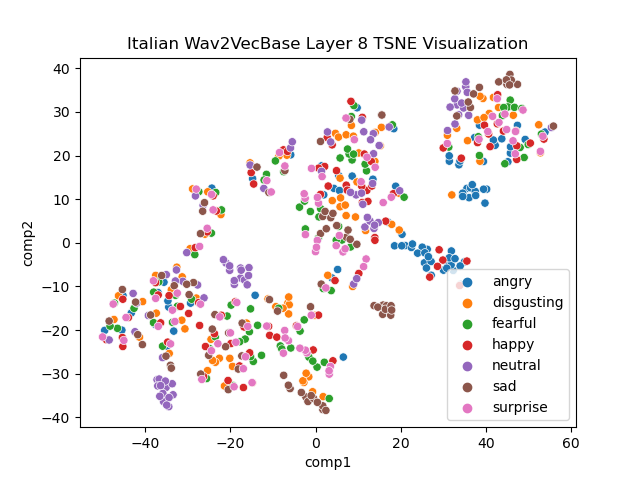 Italian Wav2VecBase Layer 8 TSNE Visualization
comp2
40
30
20
10
0
−10
−20
−30
−40
−40
−20
0
20
40
60
comp1
angry
disgusting
fearful
happy
neutral
sad
surprise